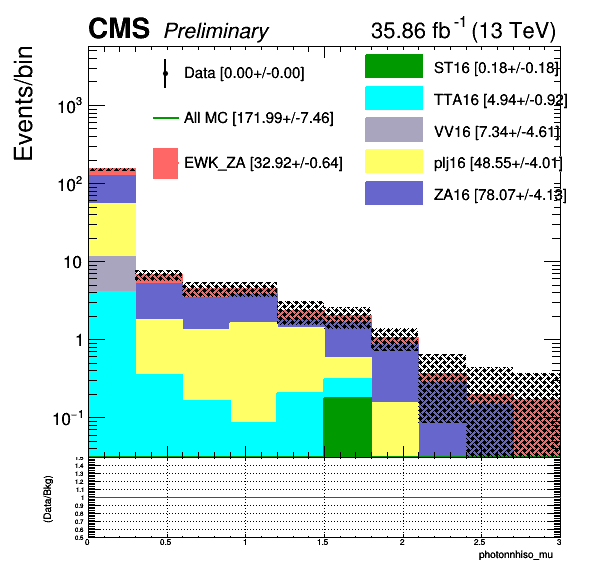 CMS Preliminary 35.86 fb⁻¹ (13 TeV)
Events/bin
Data [0.00+/-0.00]
All MC [171.99+/-7.46]
EWK_ZA [32.92+/-0.64]
ST16 [0.18+/-0.18]
TTA16 [4.94+/-0.92]
VV16 [7.34+/-4.61]
plj16 [48.55+/-4.01]
ZA16 [78.07+/-4.13]
10³
10²
10
1
10⁻¹
(Data/Bkg)
1.5
1.4
1.3
1.2
1.1
1
0.9
0.8
0.7
0.6
0.5
0 0.5 1 1.5 2 2.5 3
photonnhiso_mu